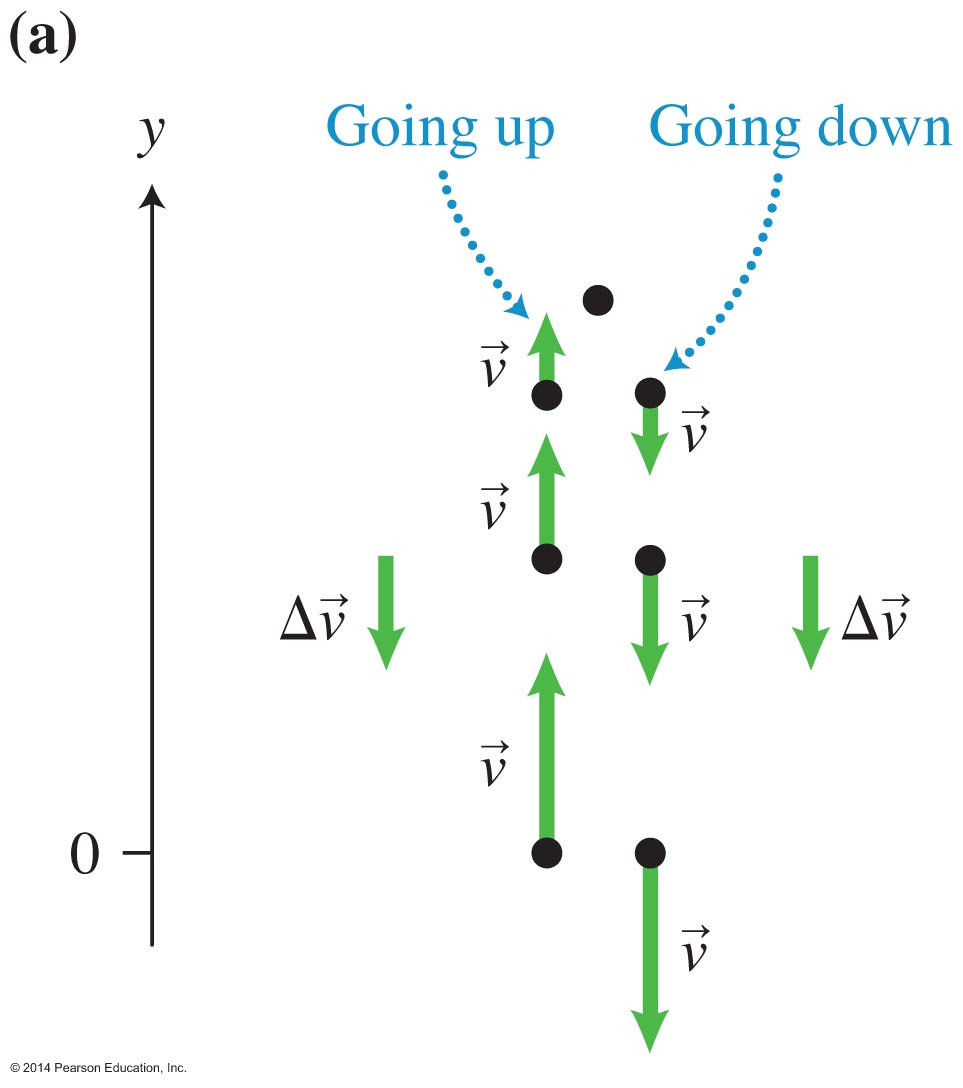 (a)
y
Going up
Going down
v⃗
v⃗
v⃗
v⃗
Δv⃗
v⃗
Δv⃗
v⃗
0
v⃗
© 2014 Pearson Education, Inc.